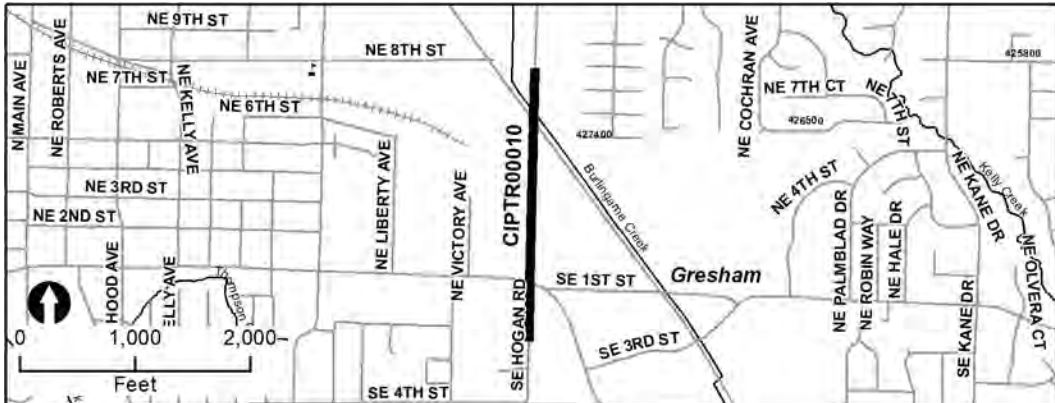 NE 9TH ST
NE 8TH ST
425800
N MAIN AVE
NE ROBERTS AVE
NE 7TH ST
NE KELLY AVE
NE 6TH ST
NE COCHRAN AVE
NE 7TH CT
426500
NE 7TH ST
427400
CIPTR00010
Burlingame Creek
Kelly Creek
NE 3RD ST
NE 2ND ST
NE LIBERTY AVE
NE VICTORY AVE
NE 4TH ST
NE KANE DR
NE PALMBLAD DR
NE ROBIN WAY
NE HALE DR
NE OLVERA CT
HOOD AVE
ELLY AVE
SE HOGAN RD
SE 1ST ST
Gresham
SE KANE DR
SE 3RD ST
0 1,000 2,000
Feet
SE 4TH ST